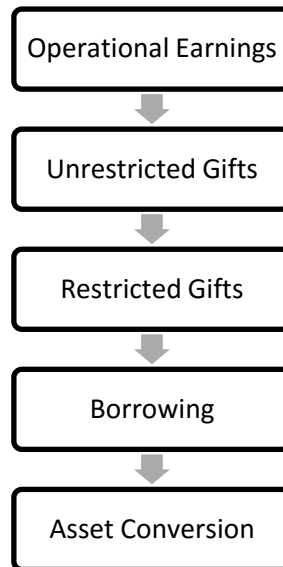 Operational Earnings
Unrestricted Gifts
Restricted Gifts
Borrowing
Asset Conversion